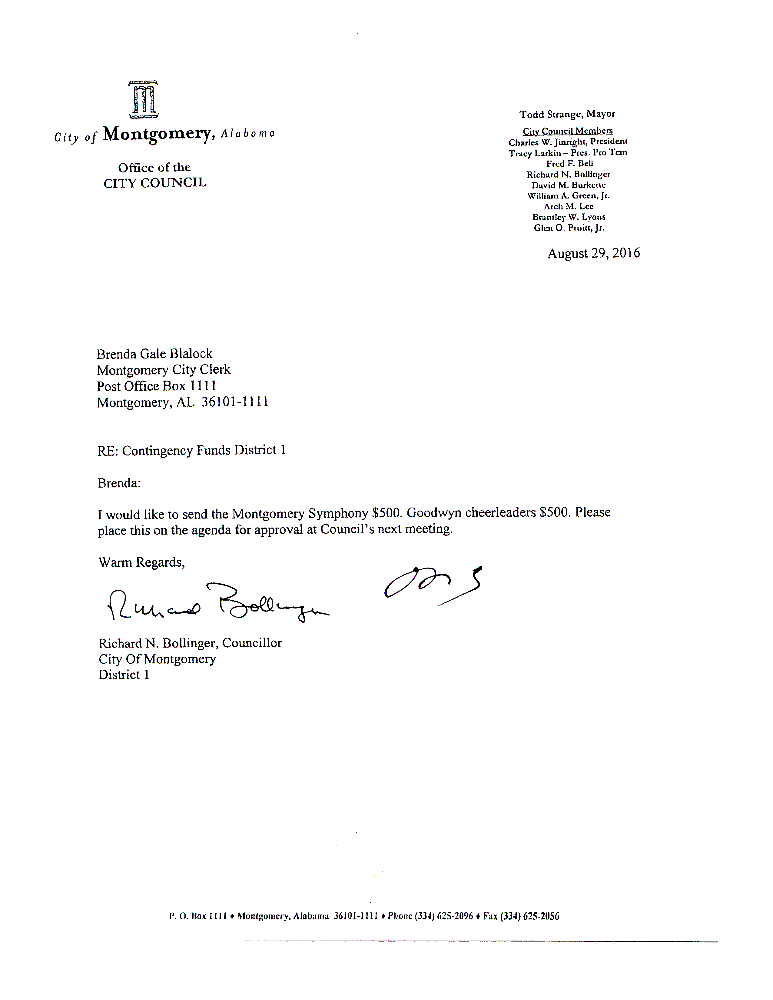 City of Montgomery, Alabama
Office of the
CITY COUNCIL
Todd Strange, Mayor
City Council Members
Charles W. Jinright, President
Tracy Larkin – Pres. Pro Tem
Fred F. Bell
Richard N. Bollinger
David M. Burkette
William A. Green, Jr.
Arch M. Lee
Brantley W. Lyons
Glen O. Pruitt, Jr.
August 29, 2016
Brenda Gale Blalock
Montgomery City Clerk
Post Office Box 1111
Montgomery, AL 36101-1111
RE: Contingency Funds District 1
Brenda:
I would like to send the Montgomery Symphony $500. Goodwyn cheerleaders $500. Please
place this on the agenda for approval at Council's next meeting.
Warm Regards,
Richard Bollinger
Richard N. Bollinger, Councillor
City Of Montgomery
District 1
P. O. Box 1111 ♦ Montgomery, Alabama 36101-1111 ♦ Phone (334) 625-2096 ♦ Fax (334) 625-2056